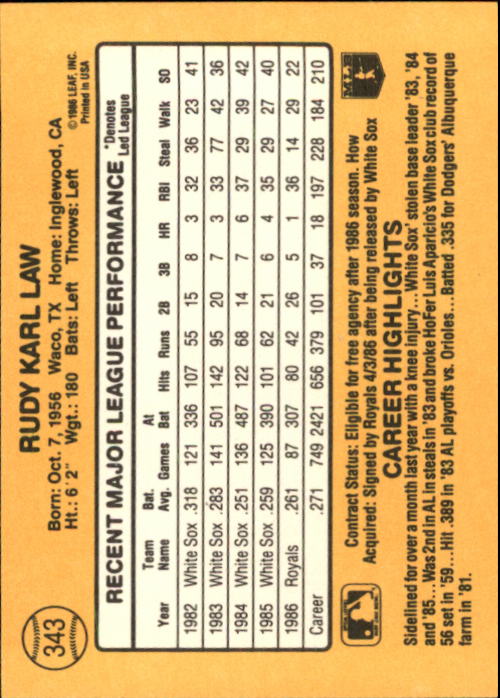 343
RUDY KARL LAW
Born: Oct. 7, 1956 Waco, TX Home: Inglewood, CA
Ht.: 6'2" Wgt.: 180 Bats: Left Throws: Left
© 1986 LEAF, INC.
Printed in USA
RECENT MAJOR LEAGUE PERFORMANCE *Denotes
Led League
Year Team Name Bat. Avg. Games At Bat Hits Runs 2B 3B HR RBI Steal Walk SO
1982 White Sox .318 121 336 107 55 15 8 3 32 36 23 41
1983 White Sox .283 141 501 142 95 20 7 3 33 77 42 36
1984 White Sox .251 136 487 122 68 14 7 6 37 29 39 42
1985 White Sox .259 125 390 101 62 21 6 4 35 29 27 40
1986 Royals .261 87 307 80 42 26 5 1 36 14 29 22
Career .271 749 2421 656 379 101 37 18 197 228 184 210
Contract Status: Eligible for free agency after 1986 season. How
Acquired: Signed by Royals 4/3/86 after being released by White Sox
MLB
CAREER HIGHLIGHTS
Sidelined for over a month last year with a knee injury...White Sox' stolen base leader '83, '84
and '85...Was 2nd in AL in steals in '83 and broke HoFer Luis Aparicio's White Sox club record of
56 set in '59...Hit .389 in '83 AL playoffs vs. Orioles...Batted .335 for Dodgers' Albuquerque
farm in '81.